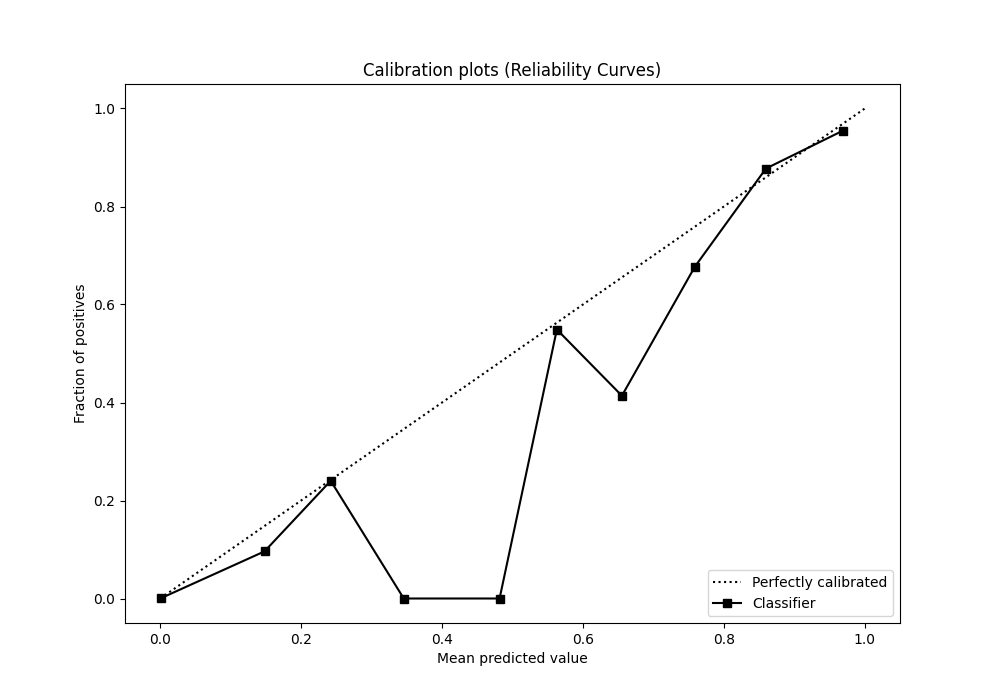 Calibration plots (Reliability Curves)
Fraction of positives
1.0
0.8
0.6
0.4
0.2
0.0
Perfectly calibrated
Classifier
0.0 0.2 0.4 0.6 0.8 1.0
Mean predicted value